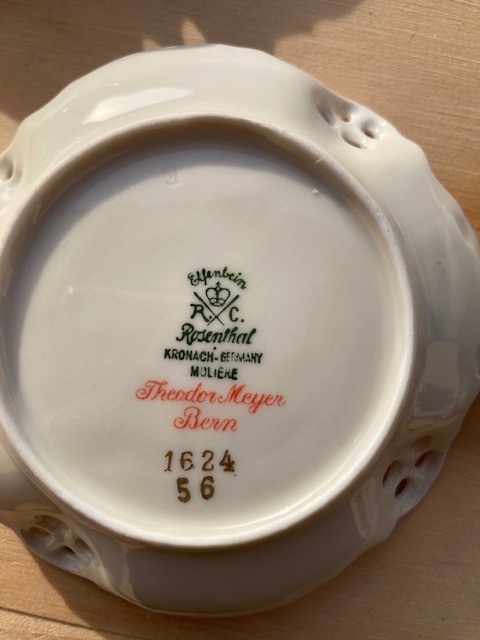 Elfenbein
R. C.
Rosenthal
KRONACH-GERMANY
MOLIÈRE
Theodor Meyer
Bern
1624
56